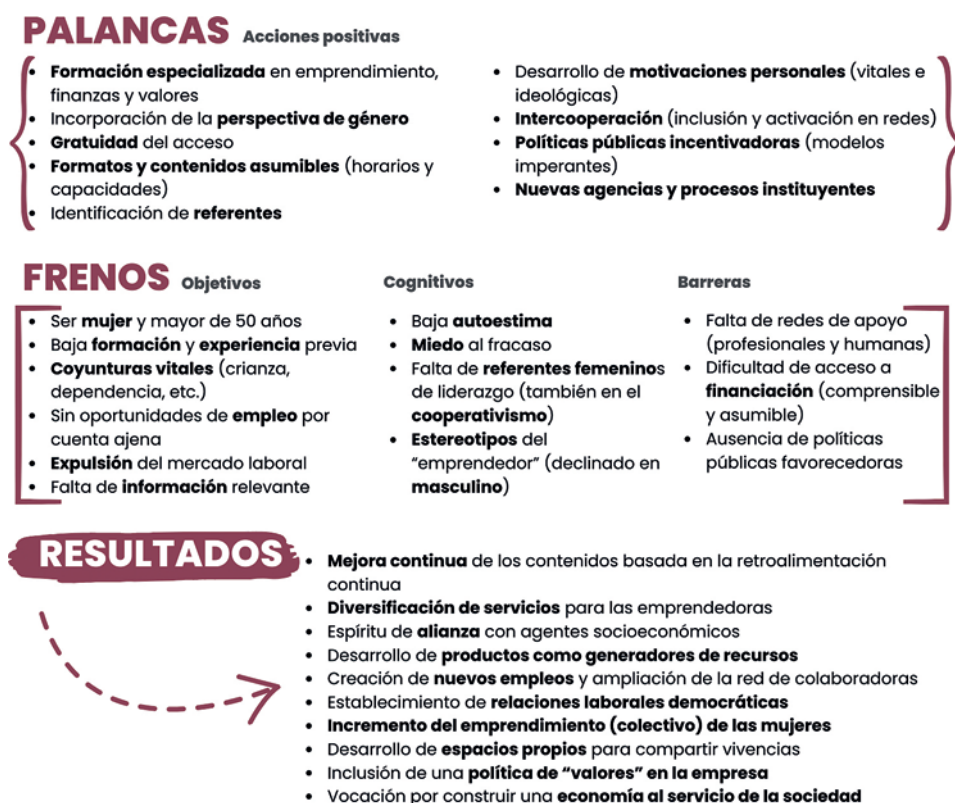 PALANCAS Acciones positivas
• Formación especializada en emprendimiento,
finanzas y valores
• Incorporación de la perspectiva de género
• Gratuidad del acceso
• Formatos y contenidos asumibles (horarios y
capacidades)
• Identificación de referentes
• Desarrollo de motivaciones personales (vitales e
ideológicas)
• Intercooperación (inclusión y activación en redes)
• Políticas públicas incentivadoras (modelos
imperantes)
• Nuevas agencias y procesos instituyentes
FRENOS Objetivos
• Ser mujer y mayor de 50 años
• Baja formación y experiencia previa
• Coyunturas vitales (crianza,
dependencia, etc.)
• Sin oportunidades de empleo por
cuenta ajena
• Expulsión del mercado laboral
• Falta de información relevante
Cognitivos
• Baja autoestima
• Miedo al fracaso
• Falta de referentes femeninos
de liderazgo (también en el
cooperativismo)
• Estereotipos del
“emprendedor” (declinado en
masculino)
Barreras
• Falta de redes de apoyo
(profesionales y humanas)
• Dificultad de acceso a
financiación (comprensible
y asumible)
• Ausencia de políticas
públicas favorecedoras
RESULTADOS
• Mejora continua de los contenidos basada en la retroalimentación
continua
• Diversificación de servicios para las emprendedoras
• Espíritu de alianza con agentes socioeconómicos
• Desarrollo de productos como generadores de recursos
• Creación de nuevos empleos y ampliación de la red de colaboradoras
• Establecimiento de relaciones laborales democráticas
• Incremento del emprendimiento (colectivo) de las mujeres
• Desarrollo de espacios propios para compartir vivencias
• Inclusión de una política de “valores” en la empresa
• Vocación por construir una economía al servicio de la sociedad